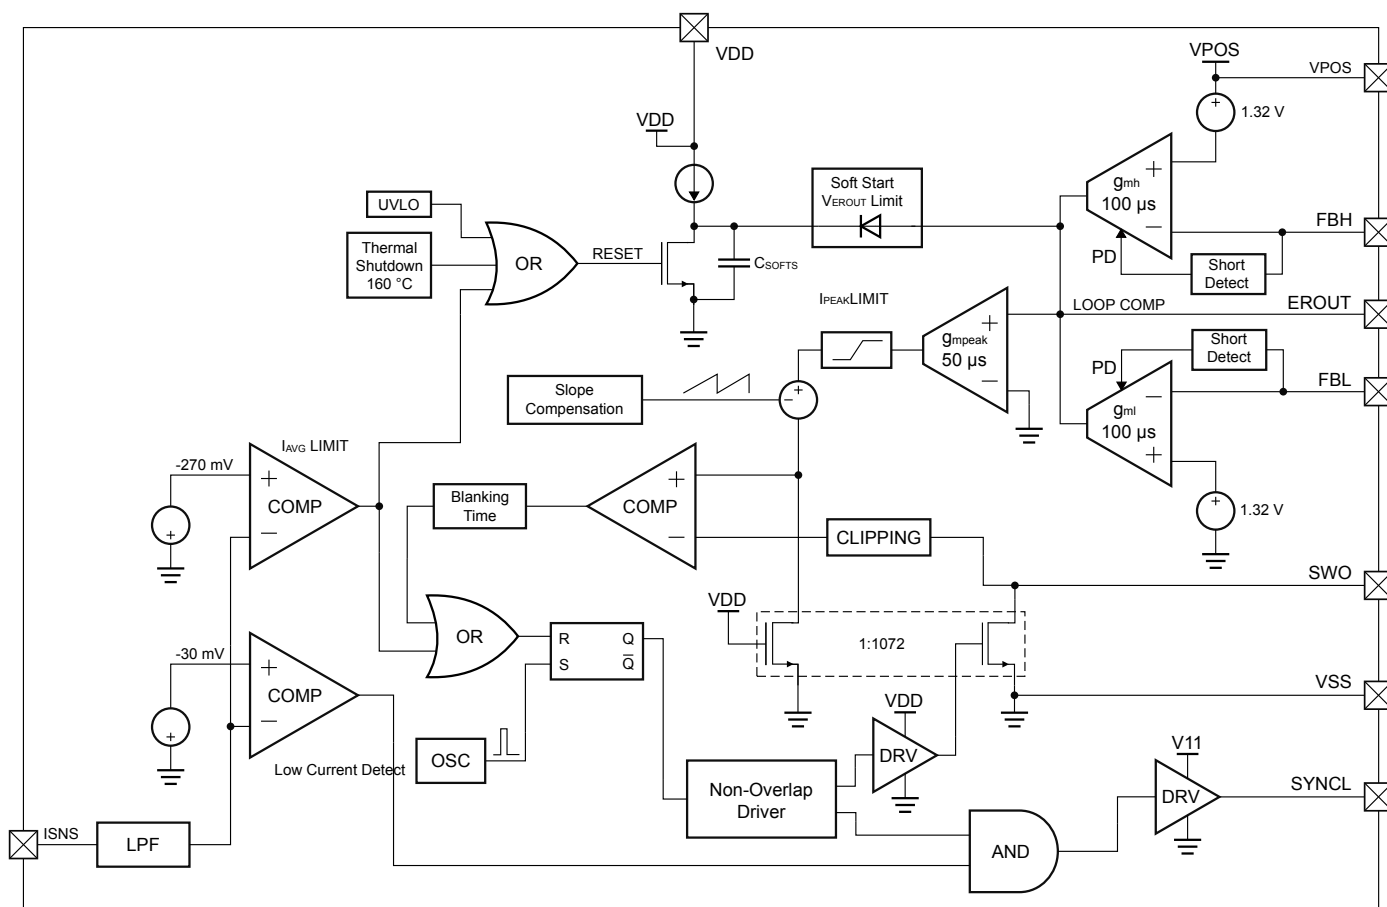 VDD
VPOS
VPOS
+
1.32 V
VDD
+
gmh
100 µs
−
UVLO
Soft Start
VEROUT Limit
FBH
Thermal
Shutdown
160 °C
OR
RESET
CSOFTS
PD
Short
Detect
IPEAKLIMIT
LOOP COMP
EROUT
+
gmpeak
50 µs
−
Short
Detect
PD
FBL
Slope
Compensation
+
−
−
gml
100 µs
+
IAVG LIMIT
-270 mV
+
COMP
−
+
Blanking
Time
+
COMP
−
CLIPPING
+
1.32 V
SWO
VDD
1:1072
OR
R
Q
S
Q
-30 mV
+
COMP
−
+
VSS
VDD
DRV
V11
DRV
SYNCL
Low Current Detect
OSC
Non-Overlap
Driver
ISNS
LPF
AND